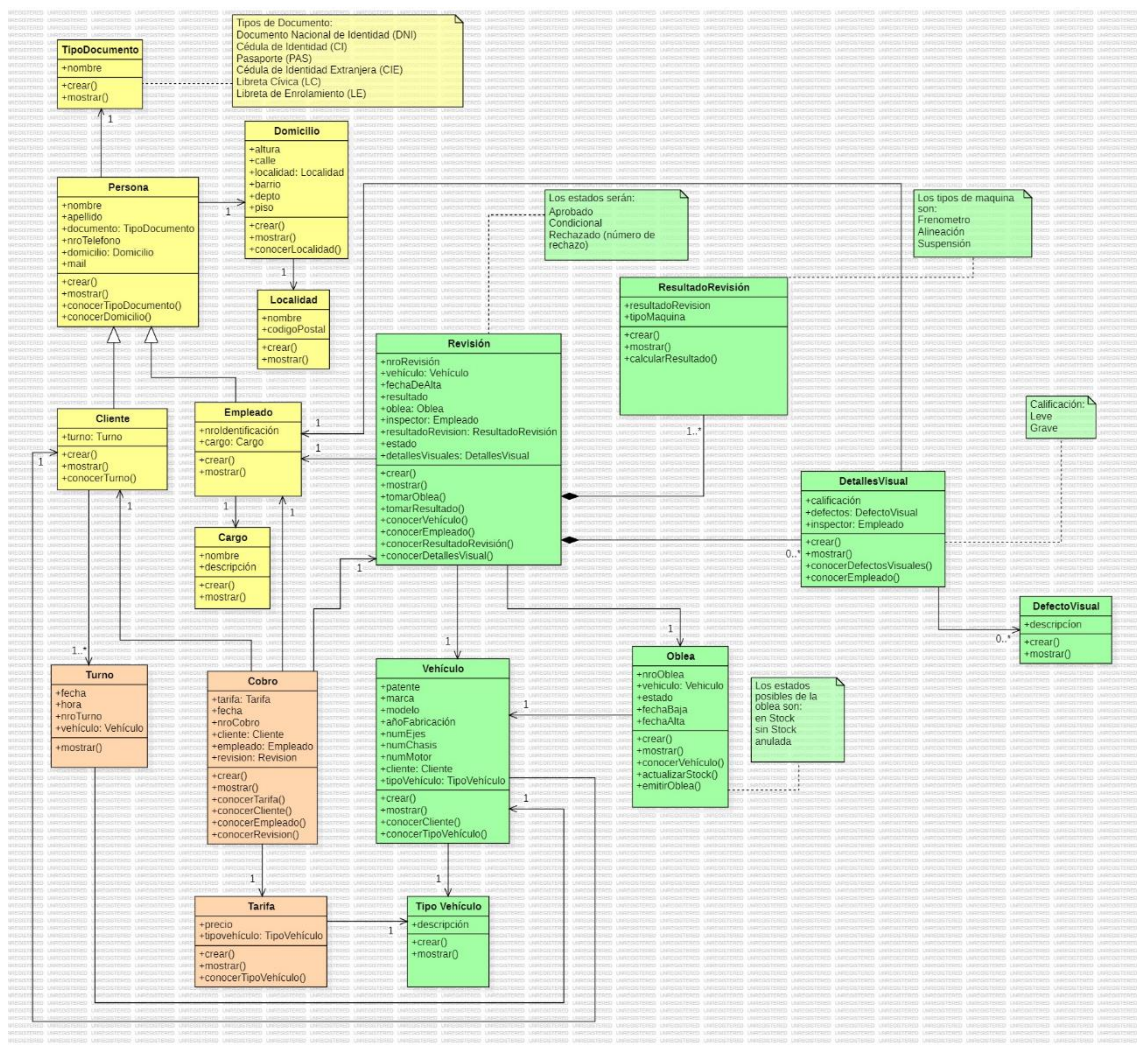 Tipos de Documento:
Documento Nacional de Identidad (DNI)
Cédula de Identidad (CI)
Pasaporte (PAS)
Cédula de Identidad Extranjera (CIE)
Libreta Cívica (LC)
Libreta de Enrolamiento (LE)
TipoDocumento
+nombre
+crear()
+mostrar()
1
Domicilio
+altura
+calle
+localidad: Localidad
+barrio
+depto
+piso
+crear()
+mostrar()
+conocerLocalidad()
1
Persona
+nombre
+apellido
+documento: TipoDocumento
+nroTelefono
+domicilio: Domicilio
+mail
+crear()
+mostrar()
+conocerTipoDocumento()
+conocerDomicilio()
1
Localidad
+nombre
+codigoPostal
+crear()
+mostrar()
Los estados serán:
Aprobado
Condicional
Rechazado (número de
rechazo)
Los tipos de maquina
son:
Frenometro
Alineación
Suspensión
ResultadoRevisión
+resultadoRevision
+tipoMaquina
+crear()
+mostrar()
+calcularResultado()
1..*
Revisión
+nroRevisión
+vehículo: Vehículo
+fechaDeAlta
+resultado
+oblea: Oblea
+inspector: Empleado
+resultadoRevision: ResultadoRevisión
+estado
+detallesVisuales: DetallesVisual
+crear()
+mostrar()
+tomarOblea()
+tomarResultado()
+conocerVehículo()
+conocerEmpleado()
+conocerResultadoRevisión()
+conocerDetallesVisual()
Calificación:
Leve
Grave
Cliente
+turno: Turno
+crear()
+mostrar()
+conocerTurno()
1
1
Empleado
+nroIdentificación
+cargo: Cargo
+crear()
+mostrar()
1
1
1
1
DetallesVisual
+calificación
+defectos: DefectoVisual
+inspector: Empleado
+crear()
+mostrar()
+conocerDefectosVisuales()
+conocerEmpleado()
0..*
Cargo
+nombre
+descripción
+crear()
+mostrar()
1
DefectoVisual
+descripcíon
+crear()
+mostrar()
0..*
1..*
1
1
Turno
+fecha
+hora
+nroTurno
+vehículo: Vehículo
+mostrar()
Cobro
+tarifa: Tarifa
+fecha
+nroCobro
+cliente: Cliente
+empleado: Empleado
+revision: Revision
+crear()
+mostrar()
+conocerTarifa()
+conocerCliente()
+conocerEmpleado()
+conocerRevision()
Vehículo
+patente
+marca
+modelo
+añoFabricación
+numEjes
+numChasis
+numMotor
+cliente: Cliente
+tipoVehículo: TipoVehículo
+crear()
+mostrar()
+conocerCliente()
+conocerTipoVehículo()
1
1
Oblea
+nroOblea
+vehiculo: Vehiculo
+estado
+fechaBaja
+fechaAlta
+crear()
+mostrar()
+conocerVehículo()
+actualizarStock()
+emitirOblea()
Los estados
posibles de la
oblea son:
en Stock
sin Stock
anulada
1
1
Tarifa
+precio
+tipovehículo: TipoVehículo
+crear()
+mostrar()
+conocerTipoVehículo()
1
Tipo Vehículo
+descripción
+crear()
+mostrar()